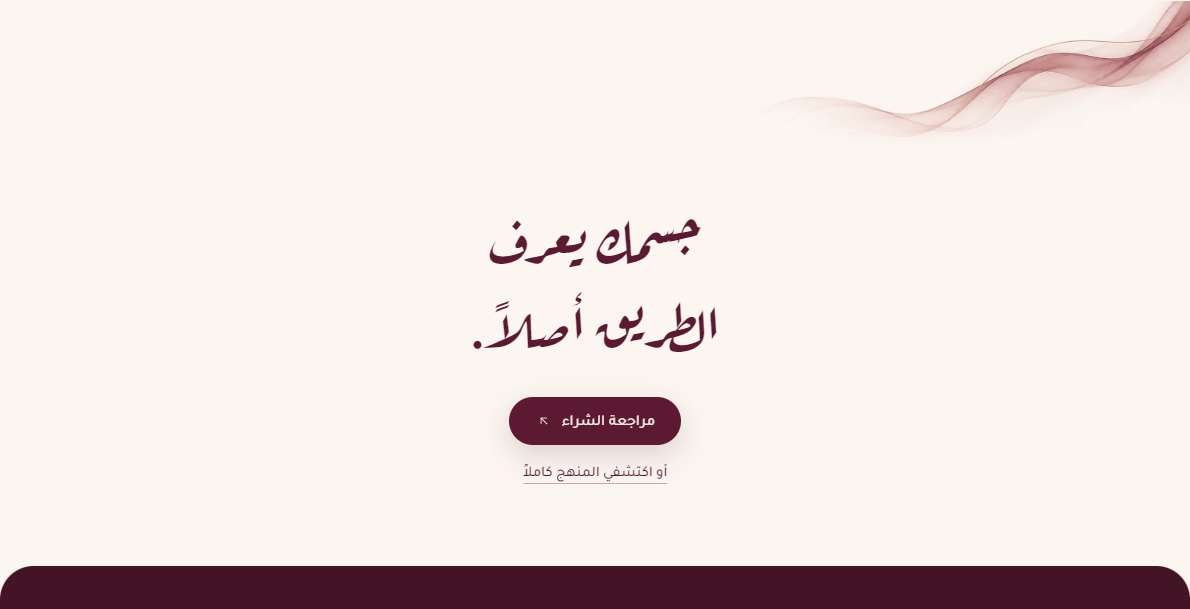 جسمك يعرف
الطريق أصلاً.
مراجعة الشراء
أو اكتشفي المنهج كاملاً